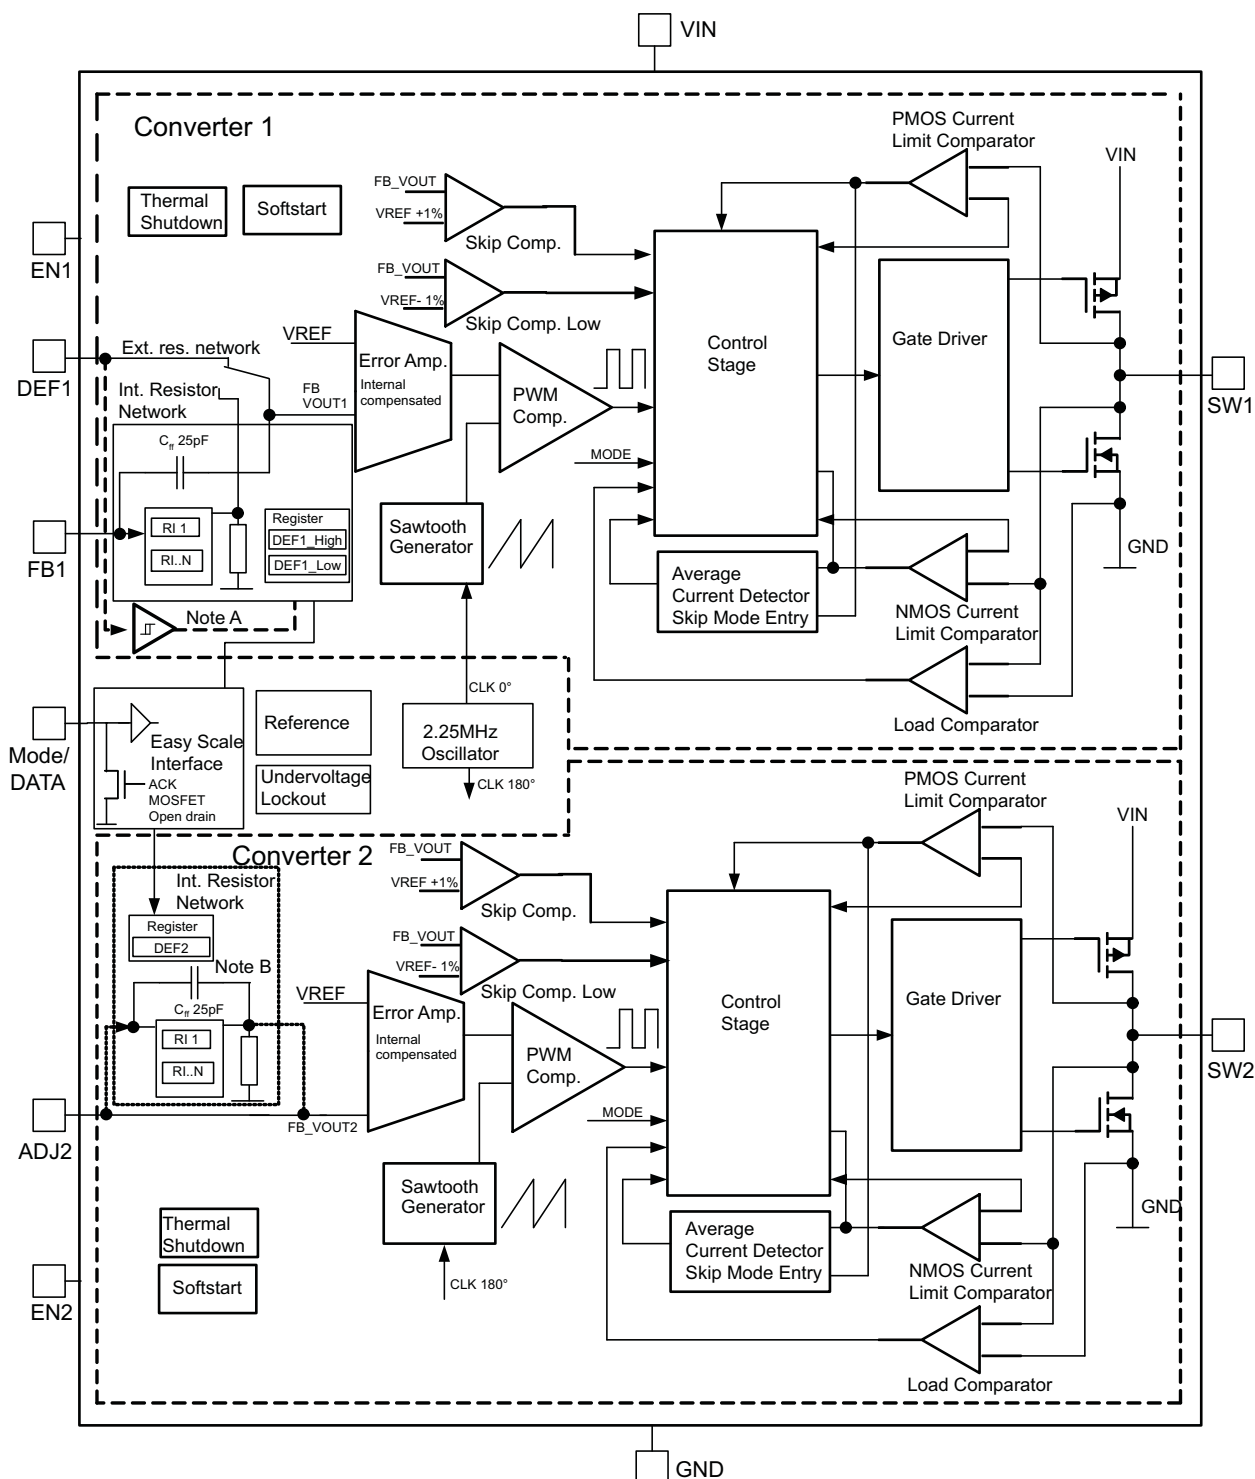 VIN
Converter 1
PMOS Current
Limit Comparator
VIN
Thermal
Shutdown
Softstart
FB_VOUT
VREF +1%
Skip Comp.
EN1
FB_VOUT
VREF- 1%
Skip Comp. Low
Control
Stage
Gate Driver
DEF1
Ext. res. network
VREF
Error Amp.
Internal
compensated
Int. Resistor
Network
FB
VOUT1
PWM
Comp.
SW1
Cff 25pF
MODE
RI 1
RI..N
Register
DEF1_High
DEF1_Low
Sawtooth
Generator
FB1
GND
Average
Current Detector
Skip Mode Entry
NMOS Current
Limit Comparator
Note A
CLK 0°
Load Comparator
Mode/
DATA
Easy Scale
Interface
ACK
MOSFET
Open drain
Reference
Undervoltage
Lockout
2.25MHz
Oscillator
CLK 180°
PMOS Current
Limit Comparator
VIN
Converter 2
FB_VOUT
VREF +1%
Skip Comp.
Int. Resistor
Network
Register
DEF2
Note B
FB_VOUT
VREF- 1%
Skip Comp. Low
Control
Stage
Gate Driver
VREF
Error Amp.
Internal
compensated
Cff 25pF
RI 1
RI..N
PWM
Comp.
SW2
MODE
ADJ2
FB_VOUT2
Sawtooth
Generator
GND
Thermal
Shutdown
Softstart
Average
Current Detector
Skip Mode Entry
NMOS Current
Limit Comparator
CLK 180°
EN2
Load Comparator
GND